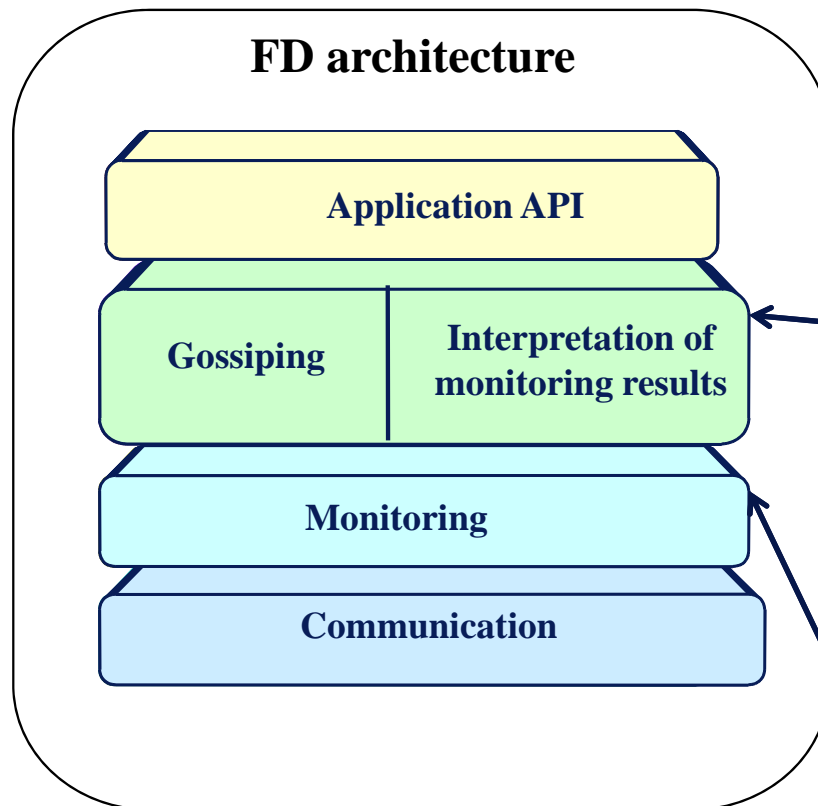 FD architecture
Application API
Gossiping
Interpretation of
monitoring results
Monitoring
Communication